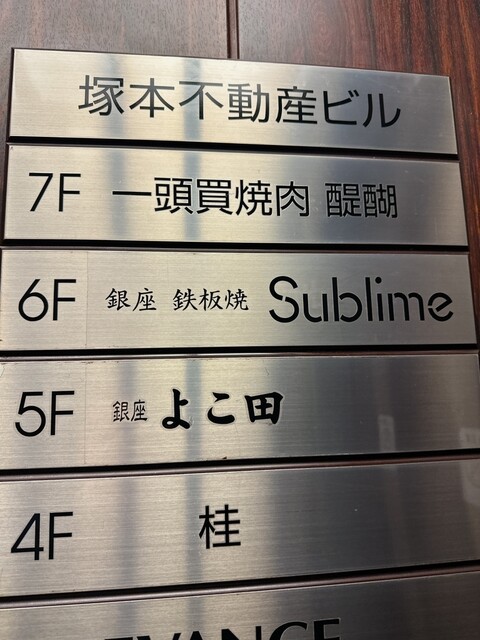 塚本不動産ビル
7F 一頭買焼肉 醍醐
6F 銀座 鉄板焼 Sublime
5F 銀座 よこ田
4F 桂